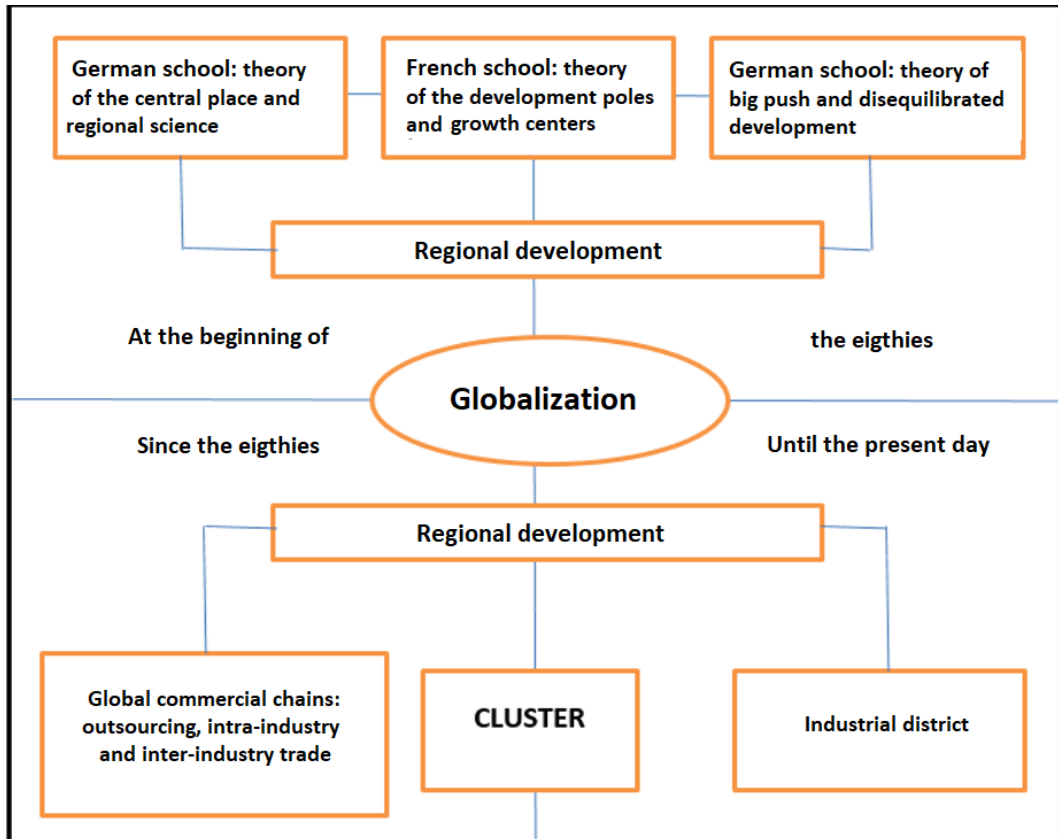 German school: theory
of the central place and
regional science
French school: theory
of the development poles
and growth centers
German school: theory of
big push and disequilibrated
development
Regional development
At the beginning of
the eigthies
Globalization
Since the eigthies
Until the present day
Regional development
Global commercial chains:
outsourcing, intra-industry
and inter-industry trade
CLUSTER
Industrial district